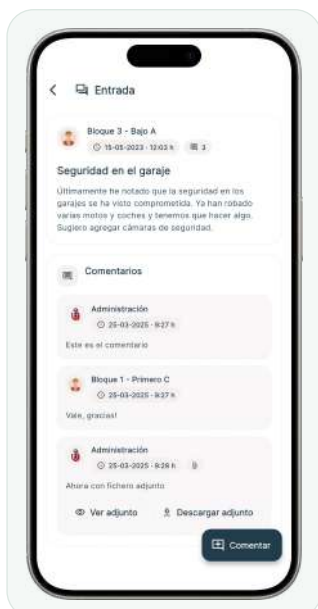 Entrada
Bloque 3 - Bajo A
15-05-2023 - 12:03 h 3
Seguridad en el garaje
Últimamente he notado que la seguridad en los
garajes se ha visto comprometida. Ya han robado
varias motos y coches y tenemos que hacer algo.
Sugiero agregar cámaras de seguridad.
Comentarios
Administración
25-03-2025 - 9:27 h
Este es el comentario
Bloque 1 - Primero C
25-03-2025 - 9:27 h
Vale, gracias!
Administración
25-03-2025 - 9:28 h
Ahora con fichero adjunto
Ver adjunto Descargar adjunto
Comentar